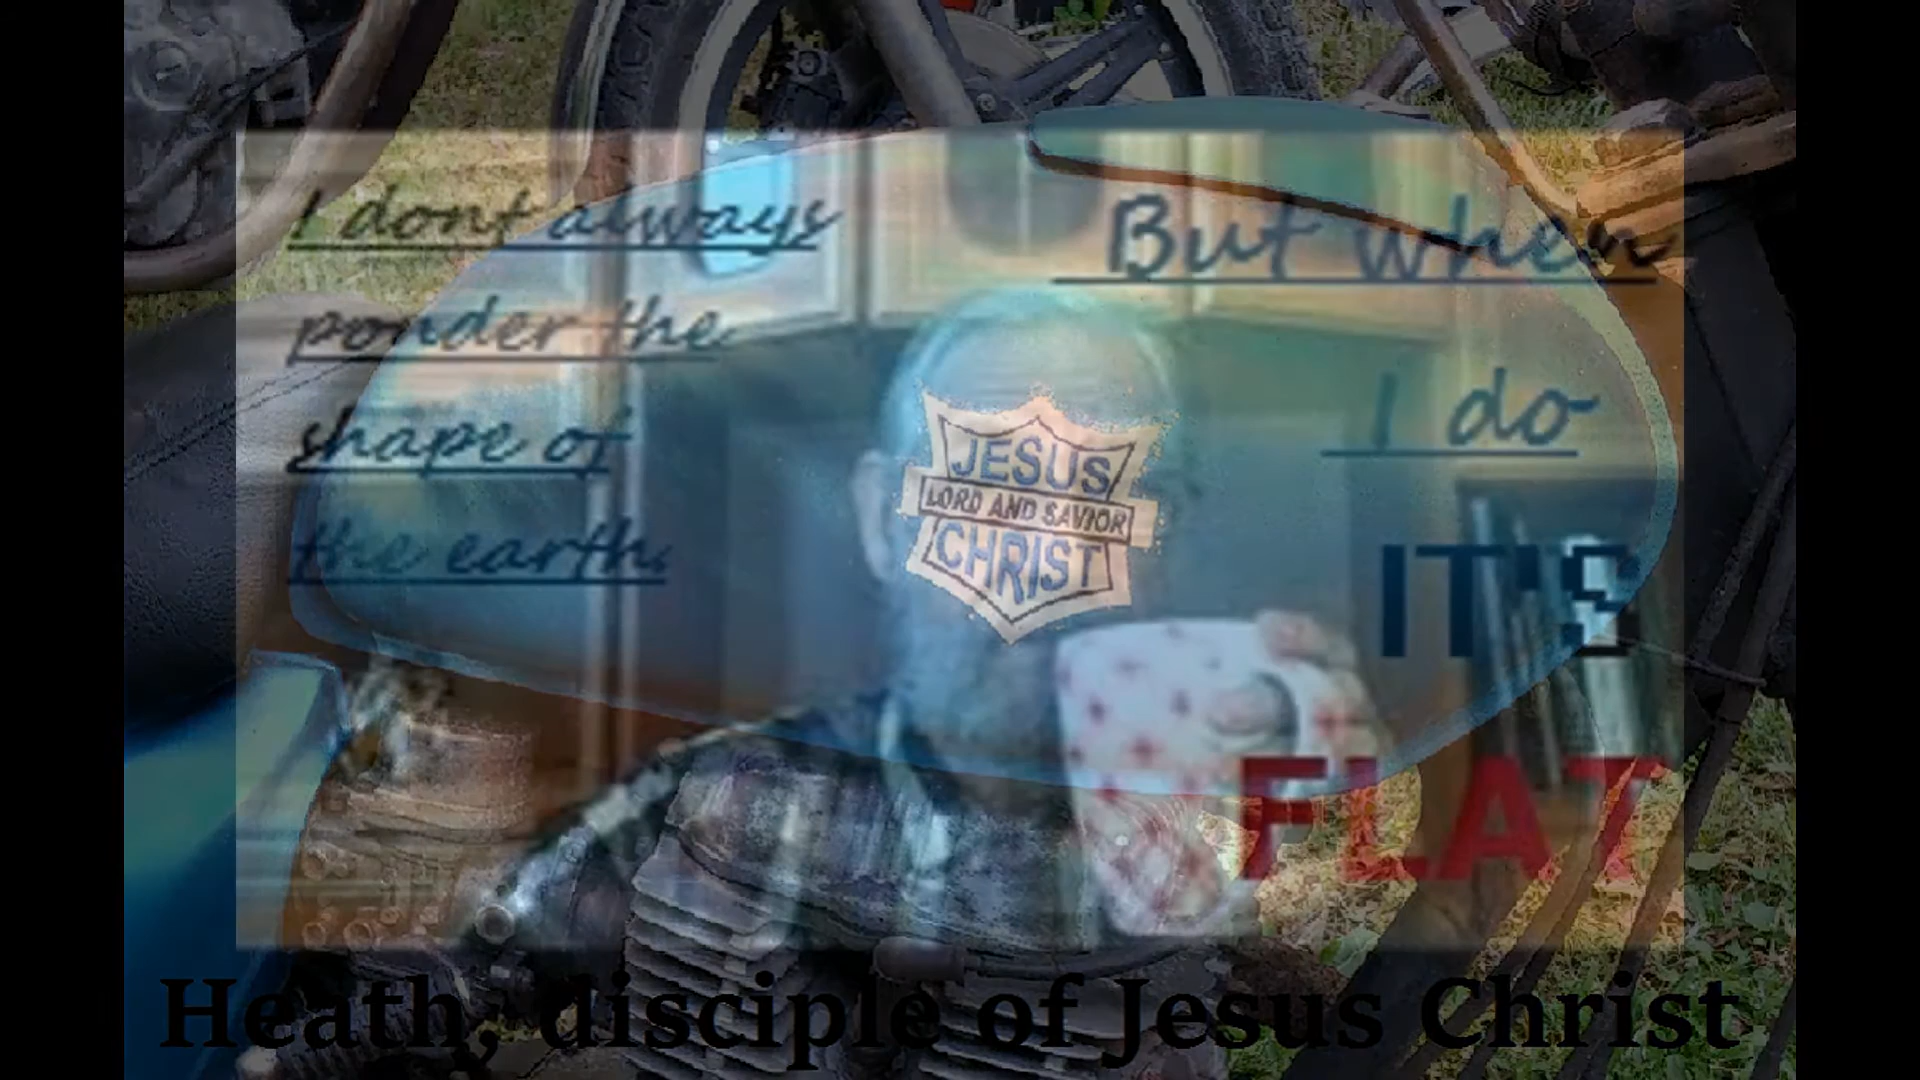 I dont always
ponder the
shape of
the earth.
But when
I do
IT'S
FLAT
JESUS
LORD AND SAVIOR
CHRIST
Heath, disciple of Jesus Christ